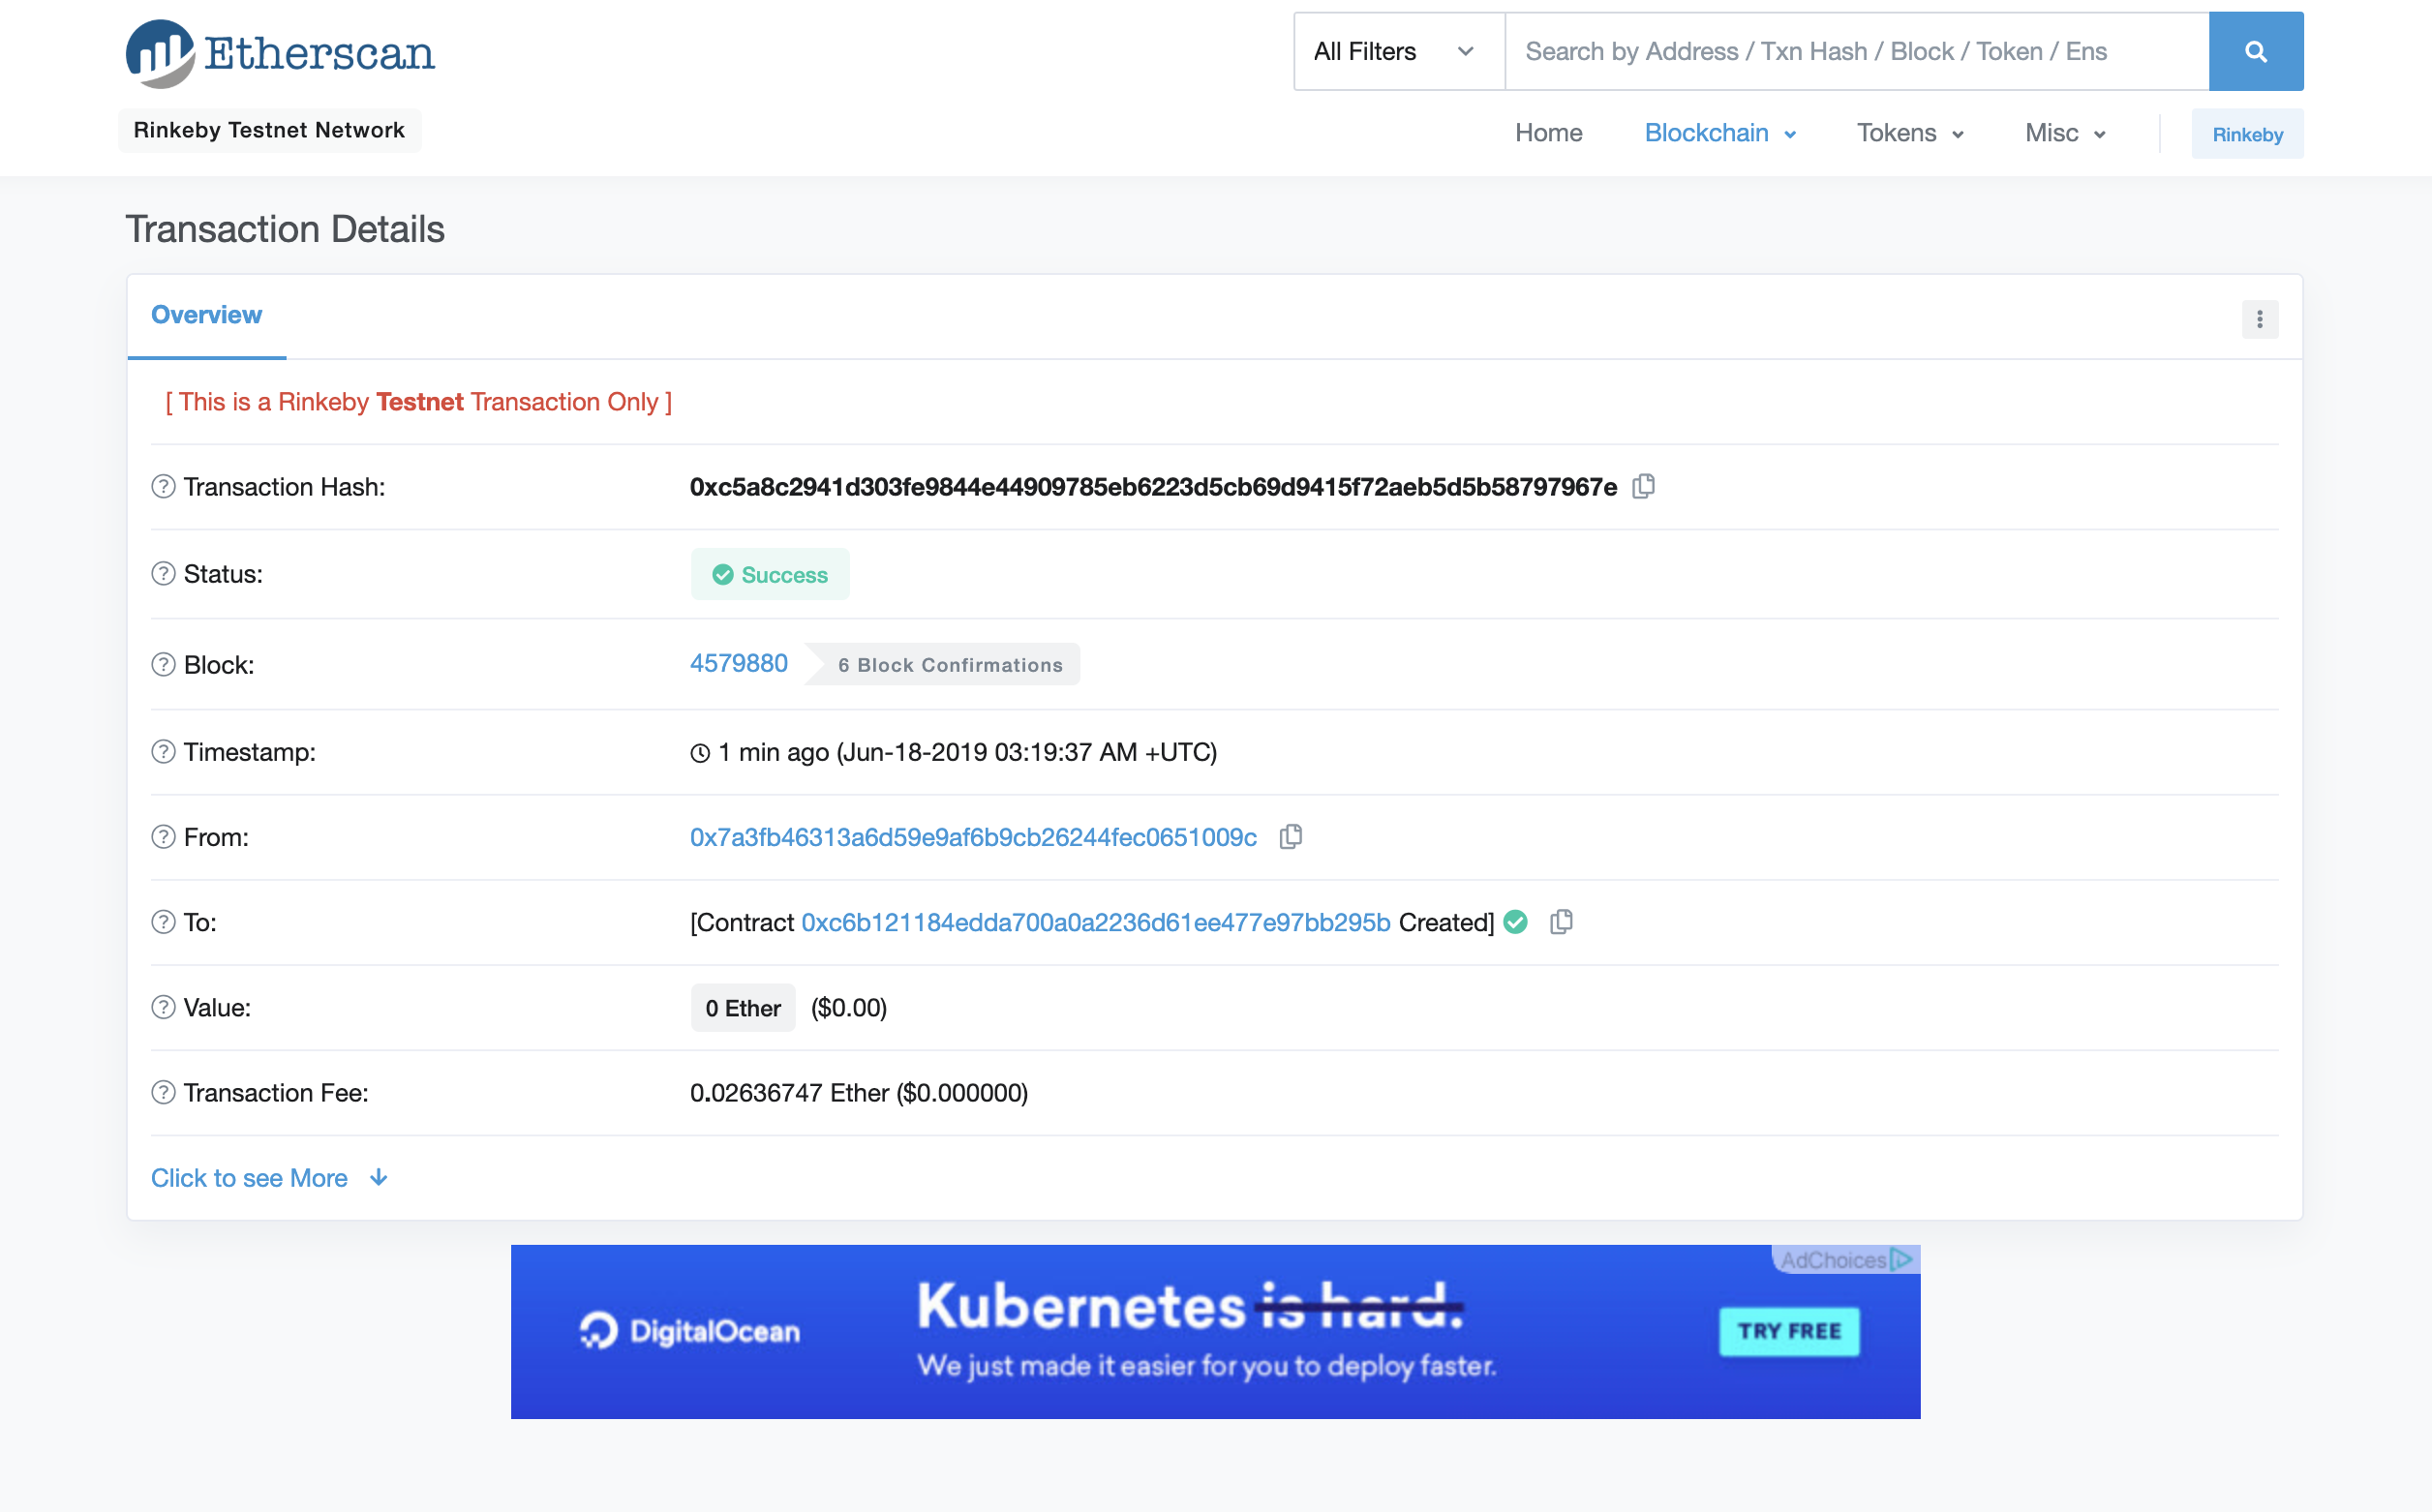 Etherscan
All Filters
Search by Address / Txn Hash / Block / Token / Ens
Rinkeby Testnet Network
Home Blockchain Tokens Misc Rinkeby
Transaction Details
Overview
[ This is a Rinkeby Testnet Transaction Only ]
Transaction Hash: 0xc5a8c2941d303fe9844e44909785eb6223d5cb69d9415f72aeb5d5b58797967e
Status: Success
Block: 4579880 6 Block Confirmations
Timestamp: 1 min ago (Jun-18-2019 03:19:37 AM +UTC)
From: 0x7a3fb46313a6d59e9af6b9cb26244fec0651009c
To: [Contract 0xc6b121184edda700a0a2236d61ee477e97bb295b Created]
Value: 0 Ether ($0.00)
Transaction Fee: 0.02636747 Ether ($0.000000)
Click to see More
AdChoices
DigitalOcean
Kubernetes is hard.
We just made it easier for you to deploy faster.
TRY FREE